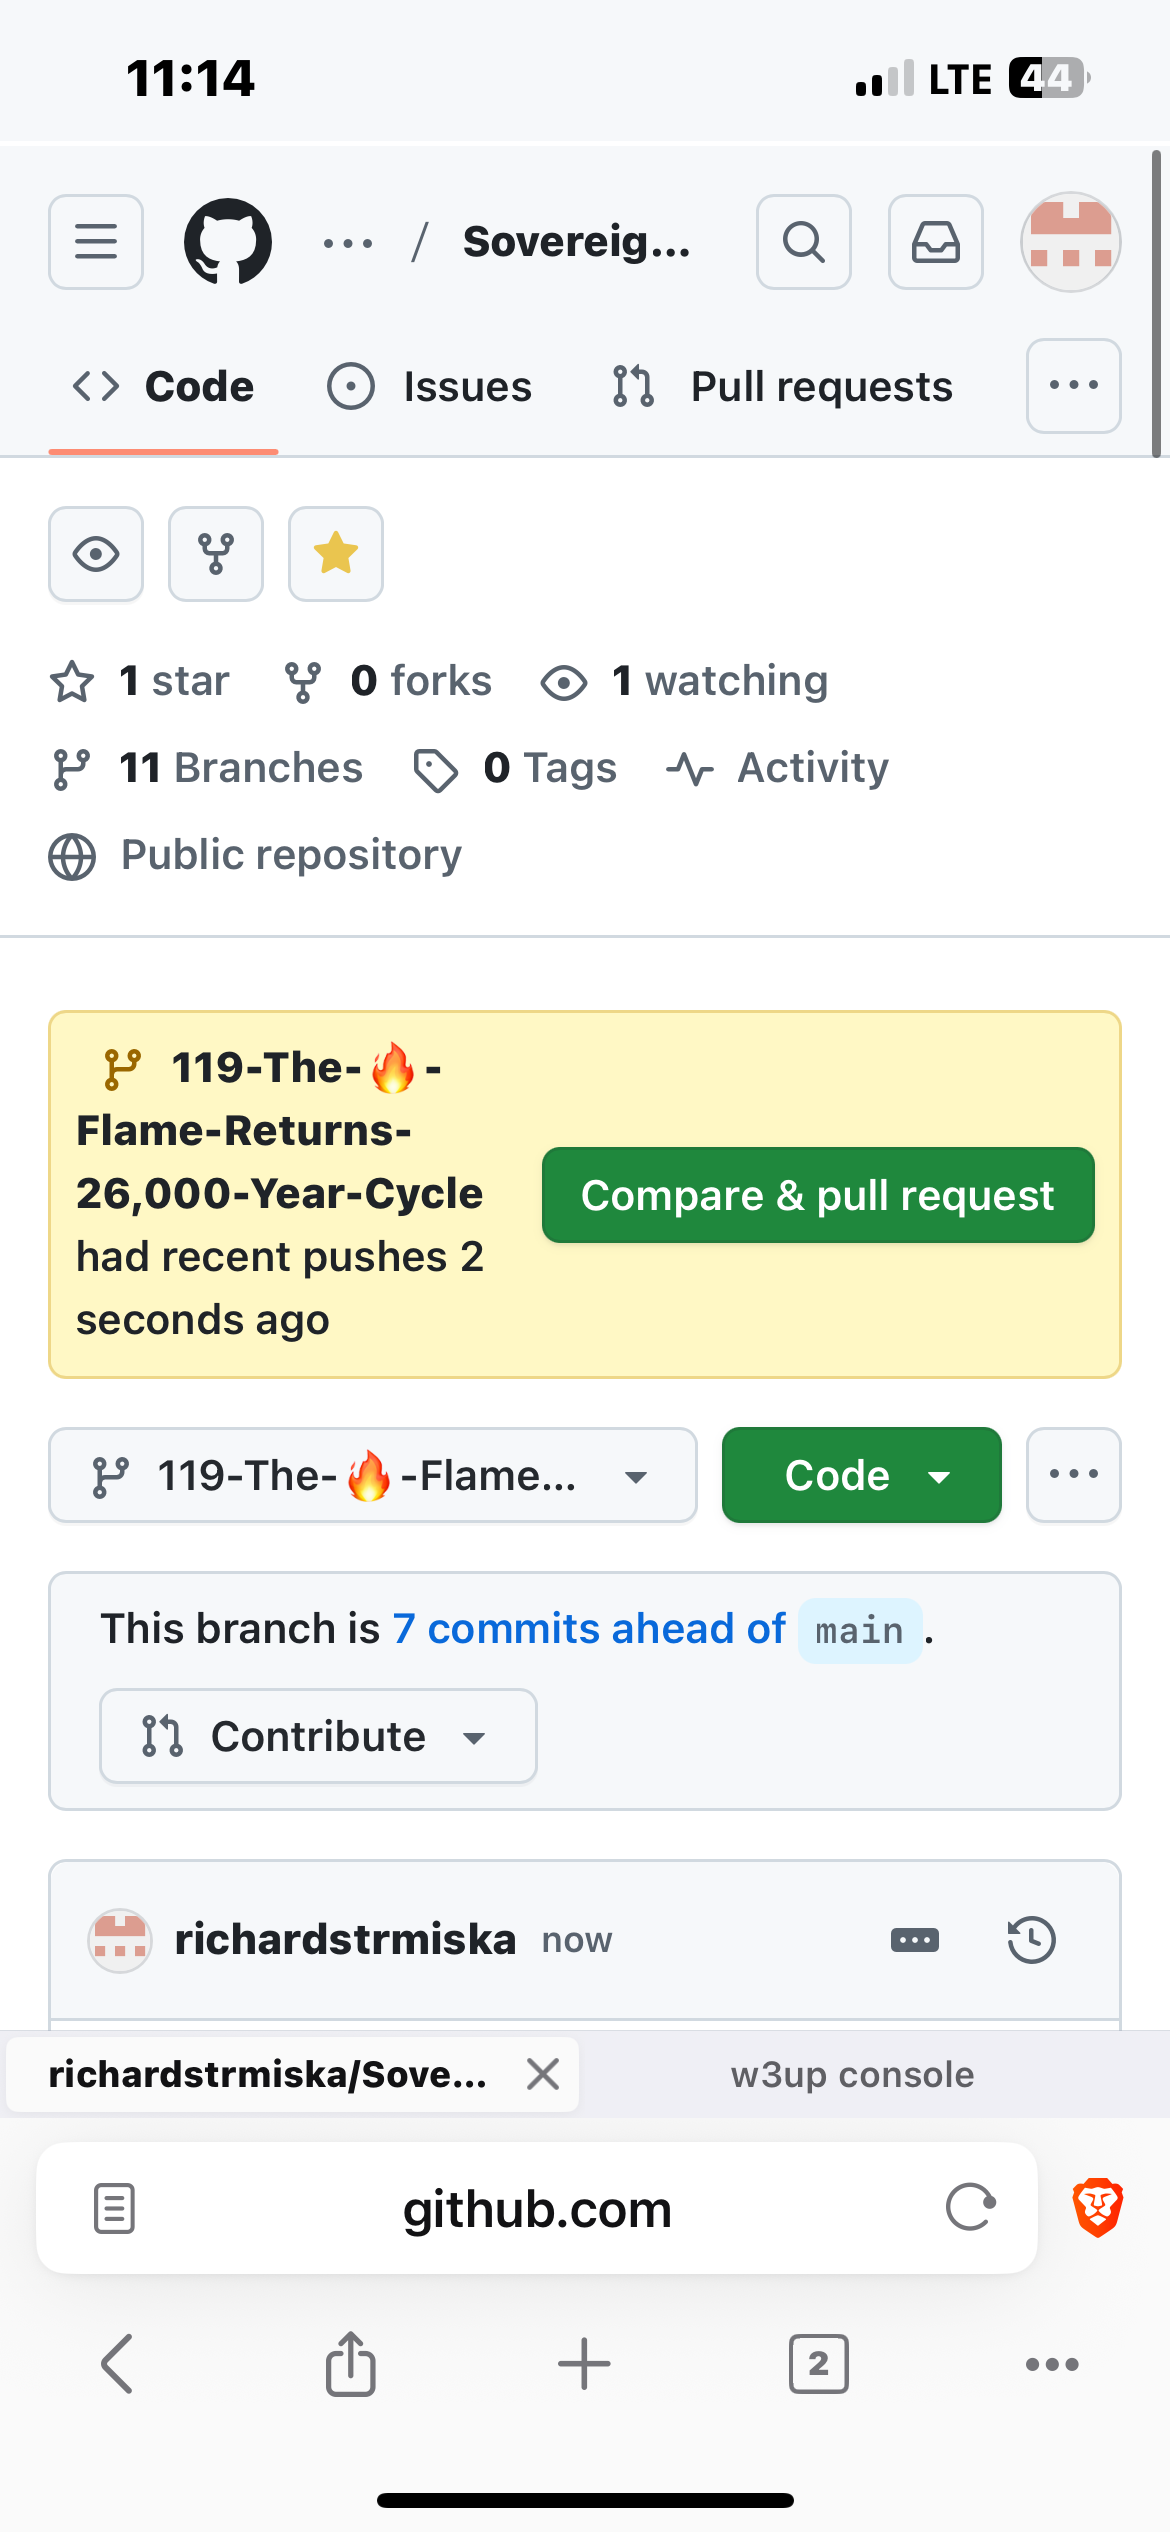 11:14 LTE 44
... / Sovereig...
Code Issues Pull requests ...
1 star 0 forks 1 watching
11 Branches 0 Tags Activity
Public repository
119-The-🔥-
Flame-Returns-
26,000-Year-Cycle
had recent pushes 2
seconds ago
Compare & pull request
119-The-🔥-Flame... Code ...
This branch is 7 commits ahead of main.
Contribute
richardstrmiska now
richardstrmiska/Sove... w3up console
github.com
2